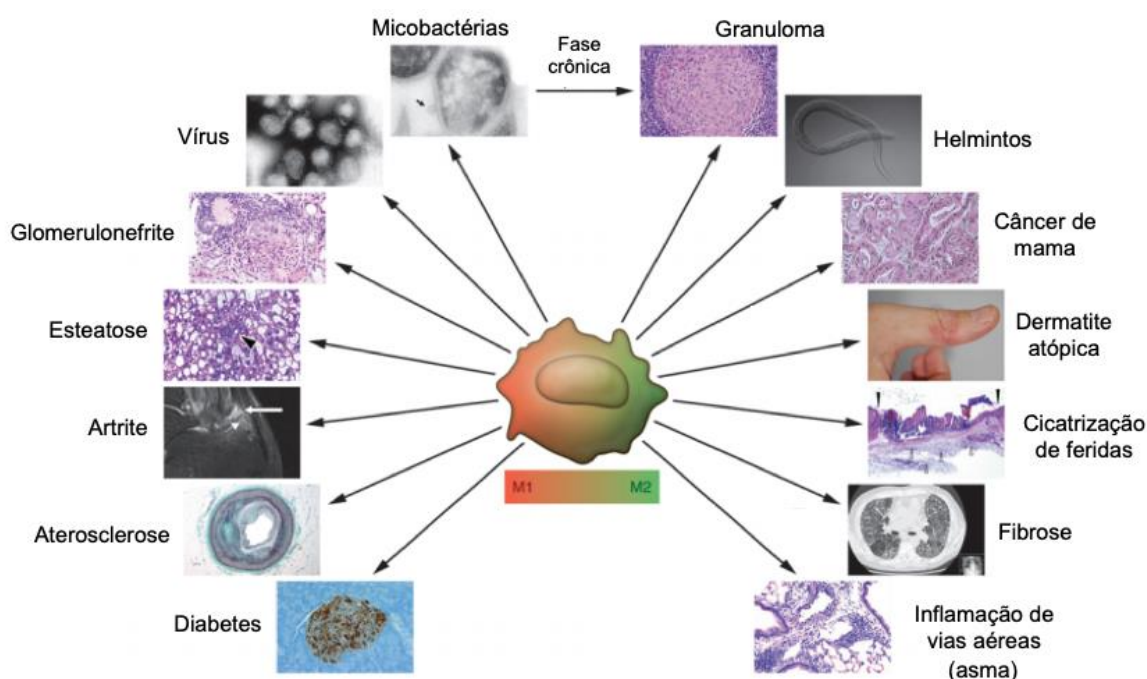 Micobactérias
Fase
crônica
Granuloma
Vírus
Helmintos
Glomerulonefrite
Câncer de
mama
Esteatose
Dermatite
atópica
Artrite
Cicatrização
de feridas
M1
M2
Aterosclerose
Fibrose
Diabetes
Inflamação de
vias aéreas
(asma)